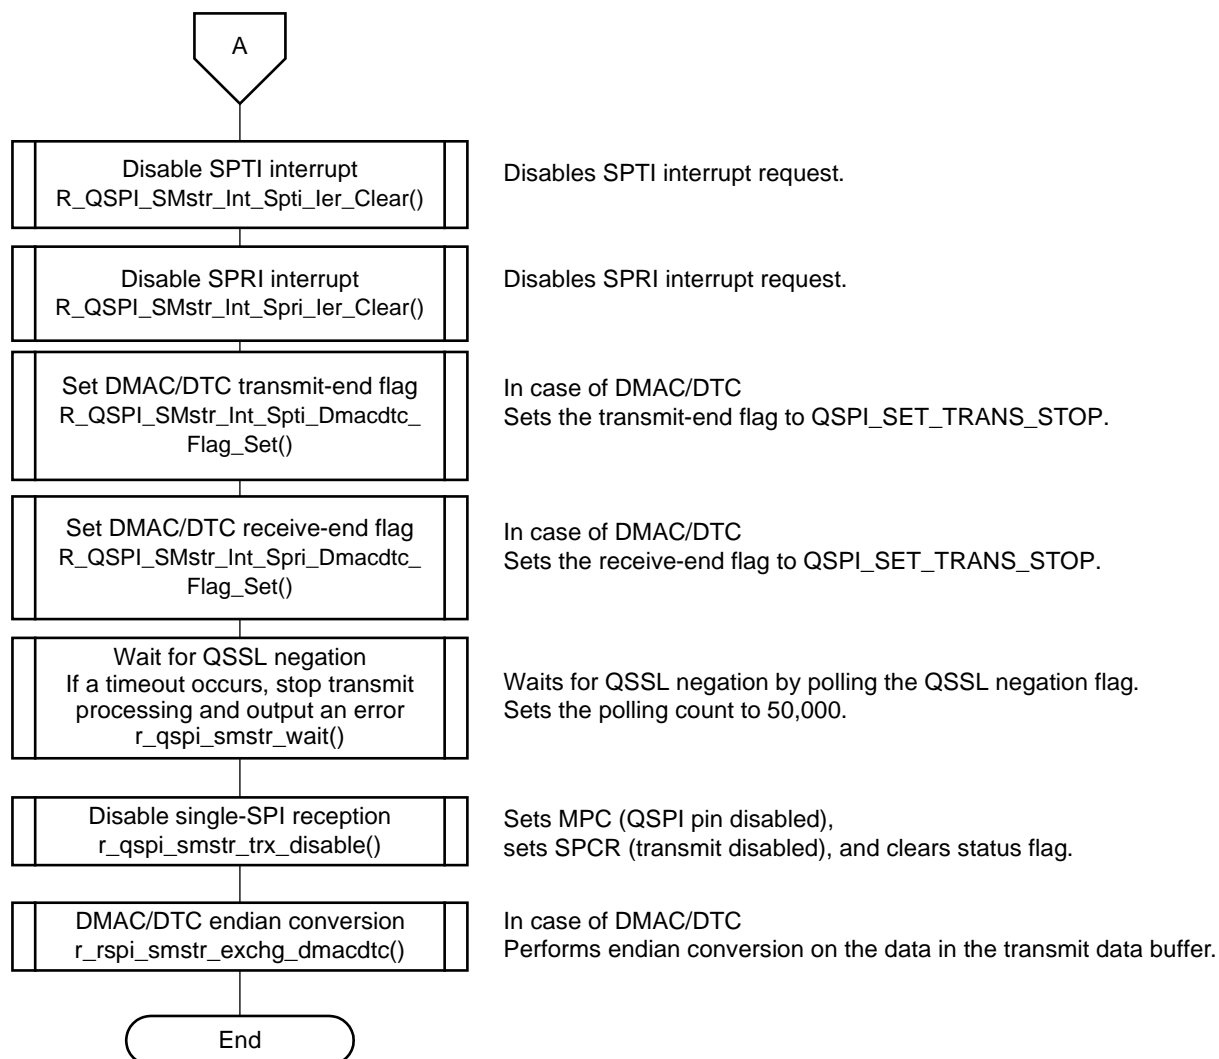 A
Disable SPTI interrupt
R_QSPI_SMstr_Int_Spti_Ier_Clear()
Disables SPTI interrupt request.
Disable SPRI interrupt
R_QSPI_SMstr_Int_Spri_Ier_Clear()
Disables SPRI interrupt request.
Set DMAC/DTC transmit-end flag
R_QSPI_SMstr_Int_Spti_Dmacdtc_
Flag_Set()
In case of DMAC/DTC
Sets the transmit-end flag to QSPI_SET_TRANS_STOP.
Set DMAC/DTC receive-end flag
R_QSPI_SMstr_Int_Spri_Dmacdtc_
Flag_Set()
In case of DMAC/DTC
Sets the receive-end flag to QSPI_SET_TRANS_STOP.
Wait for QSSL negation
If a timeout occurs, stop transmit
processing and output an error
r_qspi_smstr_wait()
Waits for QSSL negation by polling the QSSL negation flag.
Sets the polling count to 50,000.
Disable single-SPI reception
r_qspi_smstr_trx_disable()
Sets MPC (QSPI pin disabled),
sets SPCR (transmit disabled), and clears status flag.
DMAC/DTC endian conversion
r_rspi_smstr_exchg_dmacdtc()
In case of DMAC/DTC
Performs endian conversion on the data in the transmit data buffer.
End